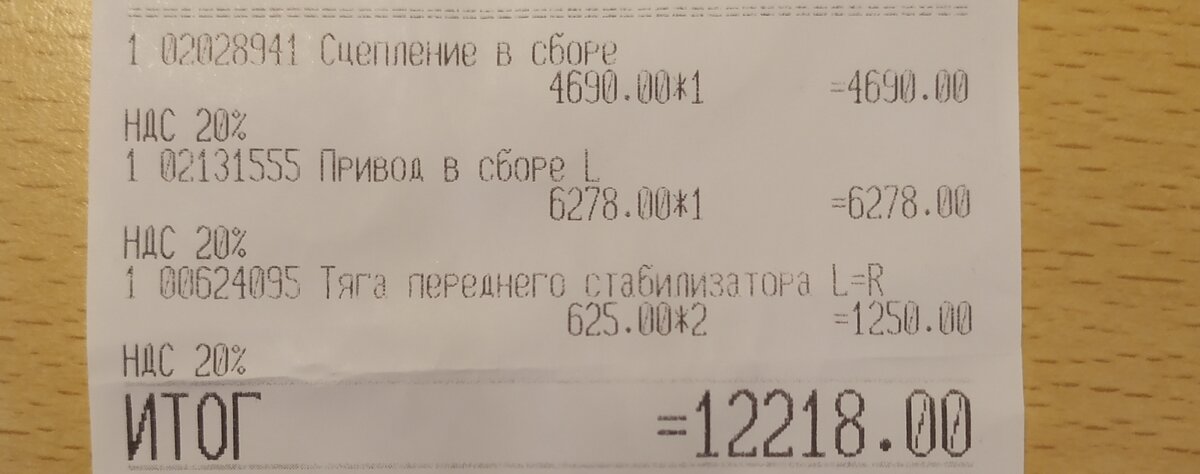 1 02028941 Сцепление в сборе
4690.00*1 =4690.00
НДС 20%
1 02131555 Привод в сборе L
6278.00*1 =6278.00
НДС 20%
1 00624095 Тяга переднего стабилизатора L=R
625.00*2 =1250.00
НДС 20%
ИТОГ =12218.00